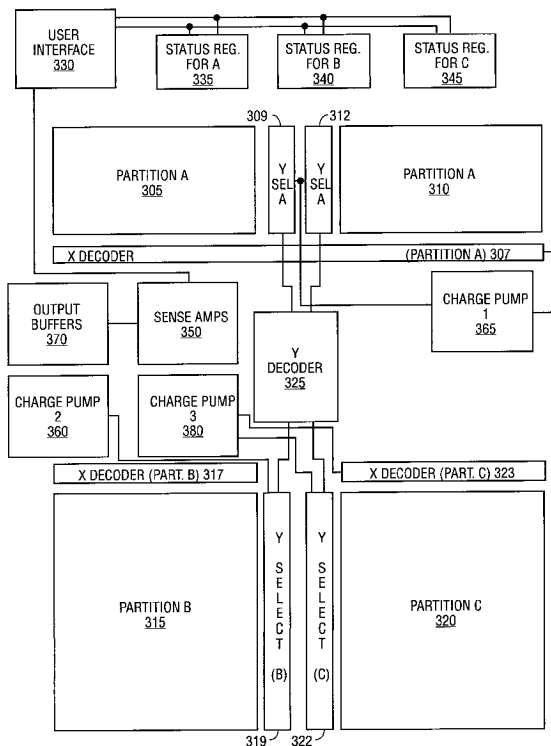 USER
INTERFACE
330
STATUS REG.
FOR A
335
STATUS REG.
FOR B
340
STATUS REG.
FOR C
345
309
312
PARTITION A
305
Y
SEL
A
Y
SEL
A
PARTITION A
310
X DECODER (PARTITION A) 307
OUTPUT
BUFFERS
370
SENSE AMPS
350
Y
DECODER
325
CHARGE PUMP
1
365
CHARGE PUMP
2
360
CHARGE PUMP
3
380
X DECODER (PART. B) 317
X DECODER (PART. C) 323
PARTITION B
315
Y SELECT (B)
Y SELECT (C)
PARTITION C
320
319
322